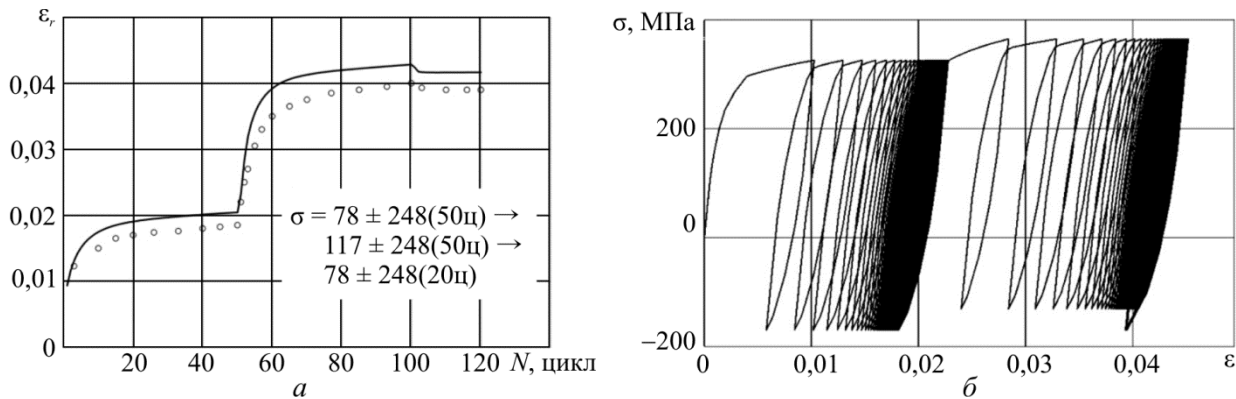 εr
0,04
0,03
0,02
0,01
0
σ = 78 ± 248(50ц) →
117 ± 248(50ц) →
78 ± 248(20ц)
20 40 60 80 100 120 N, цикл
а
σ, МПа
200
0
–200
0 0,01 0,02 0,03 0,04 ε
б